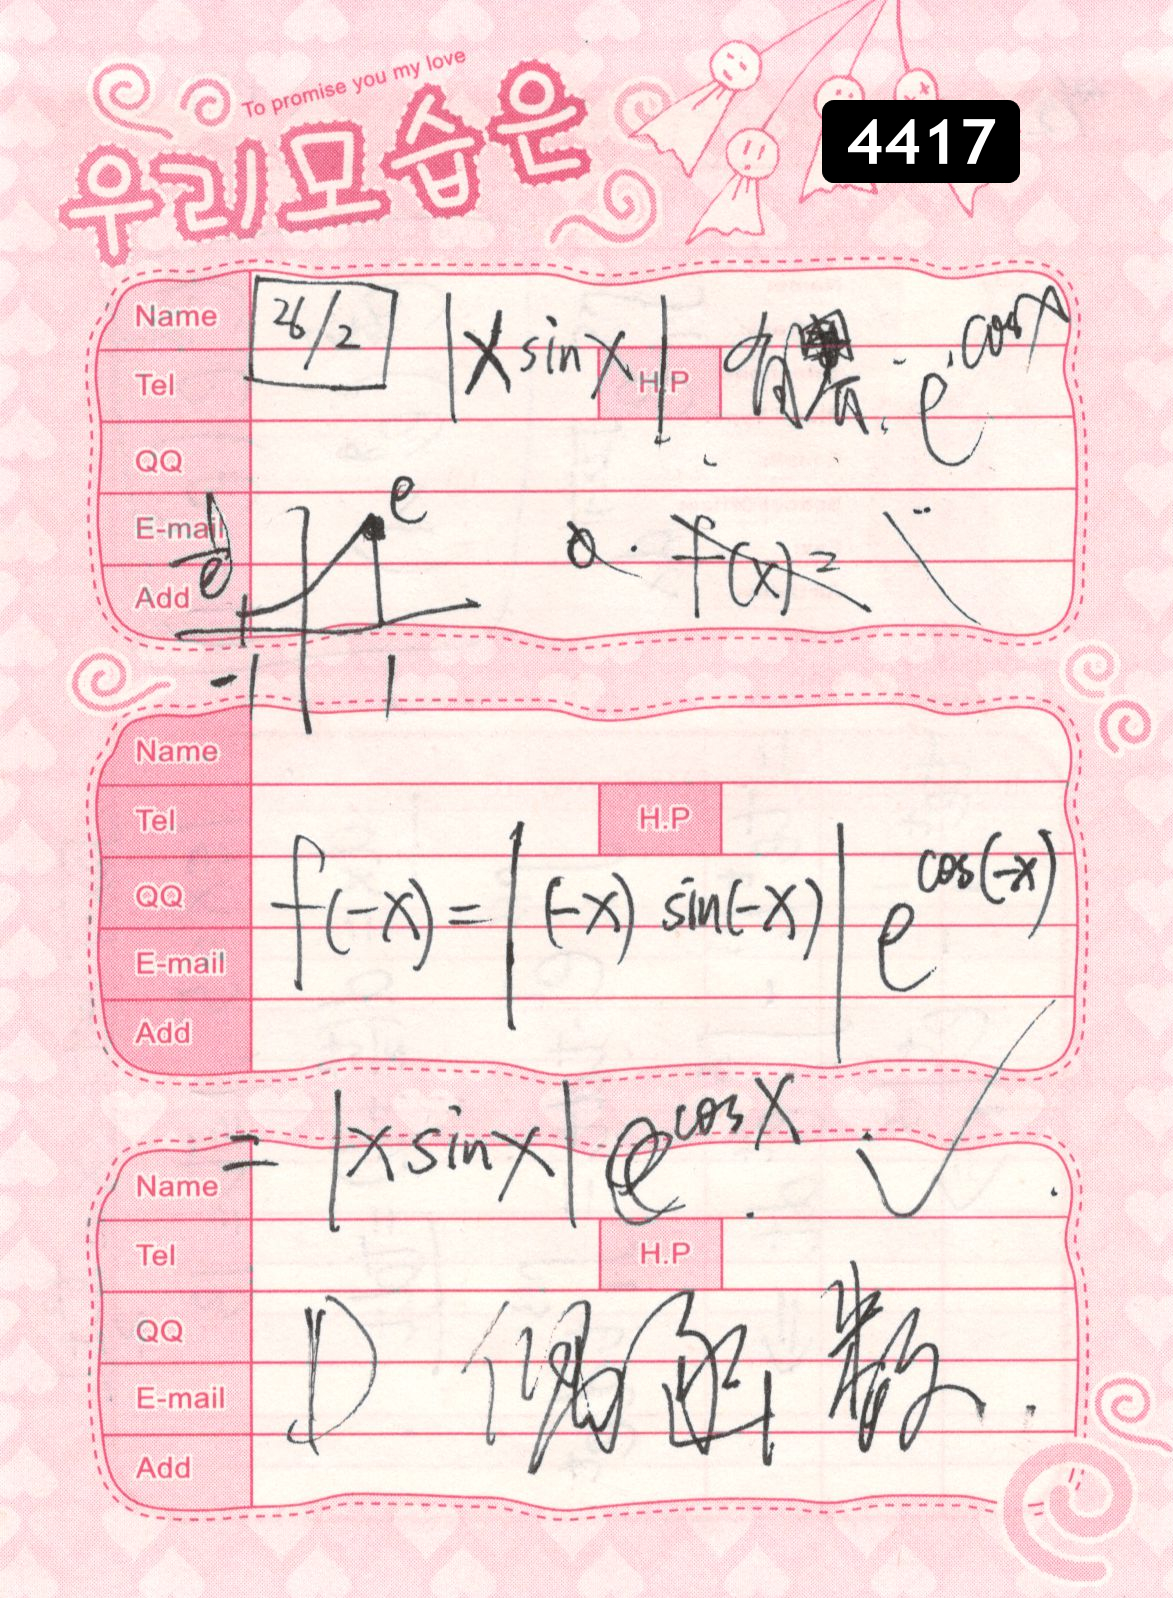 To promise you my love
우리모습은
4417
Name
26/2 |x sin x| e^cos x
Tel H.P
QQ
E-mail e
f(x)=
Add
-1 1
Name
Tel H.P
QQ
f(-x) = |(-x) sin(-x)| e^cos(-x)
E-mail
Add
= |x sin x| e^cos x
Name
Tel H.P
QQ
D 偶函数.
E-mail
Add